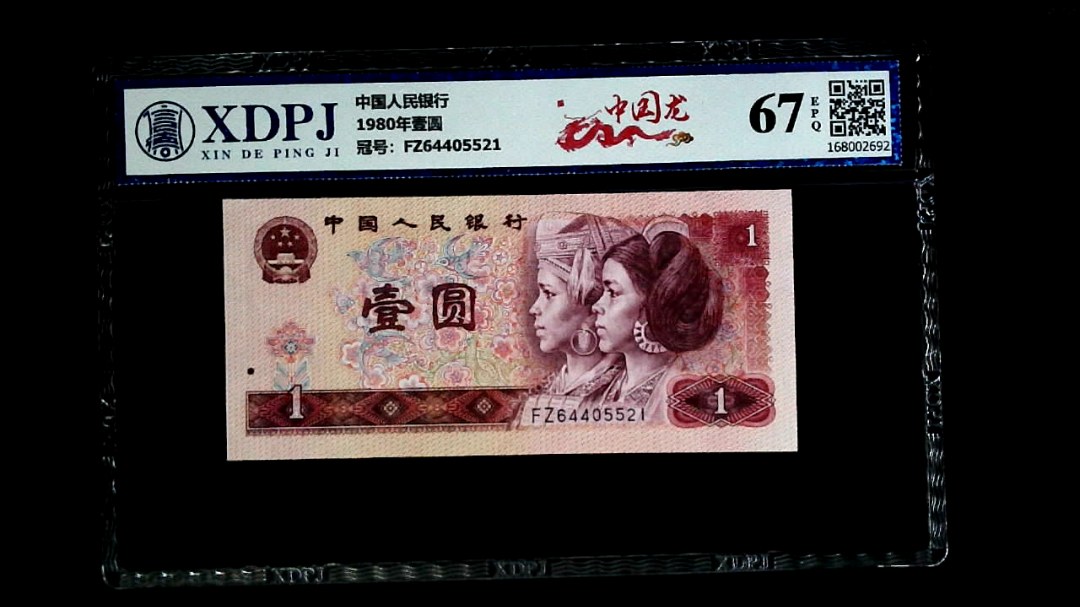 XDPJ
XIN DE PING JI
中国人民银行
1980年壹圆
冠号：FZ64405521
中国龙
67
EPQ
168002692
中国人民银行
1
壹圆
1
FZ64405521
1
XDPJ
XDPJ
XDPJ